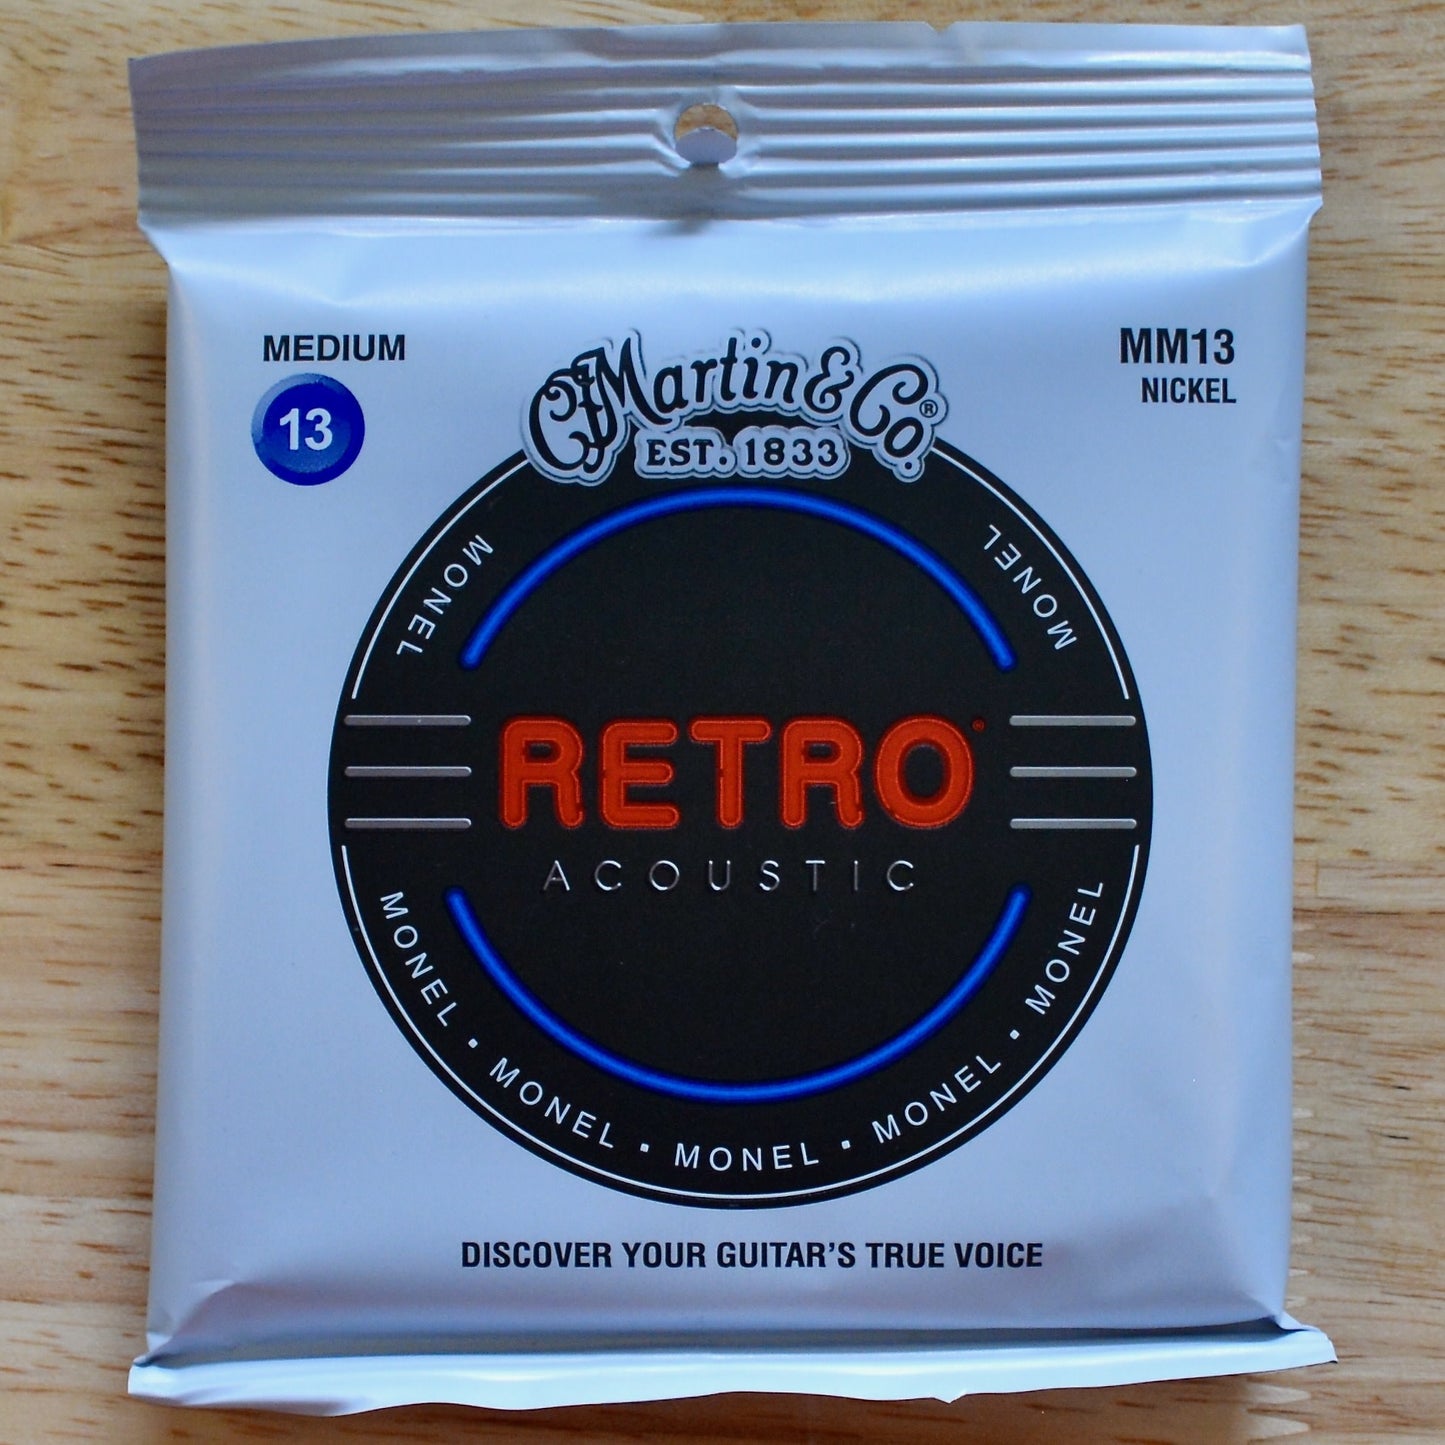 MEDIUM
13
MM13
NICKEL
C.F. Martin & Co.®
EST. 1833
MONEL
MONEL
RETRO®
ACOUSTIC
MONEL • MONEL • MONEL • MONEL • MONEL
DISCOVER YOUR GUITAR’S TRUE VOICE